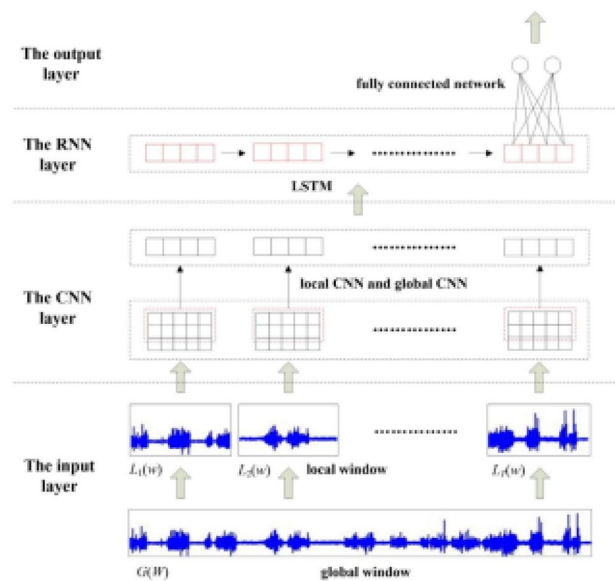 The output
layer
fully connected network
The RNN
layer
LSTM
The CNN
layer
local CNN and global CNN
The input
layer
L₁(w)
L₂(w)
local window
L_T(w)
G(W)
global window